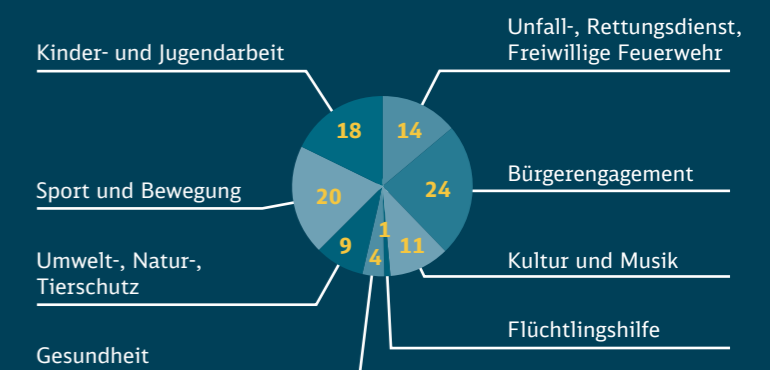 Unfall-, Rettungsdienst,
Freiwillige Feuerwehr
Kinder- und Jugendarbeit
18
14
Bürgerengagement
24
Sport und Bewegung
20
1
11
9
4
Umwelt-, Natur-,
Tierschutz
Kultur und Musik
Flüchtlingshilfe
Gesundheit